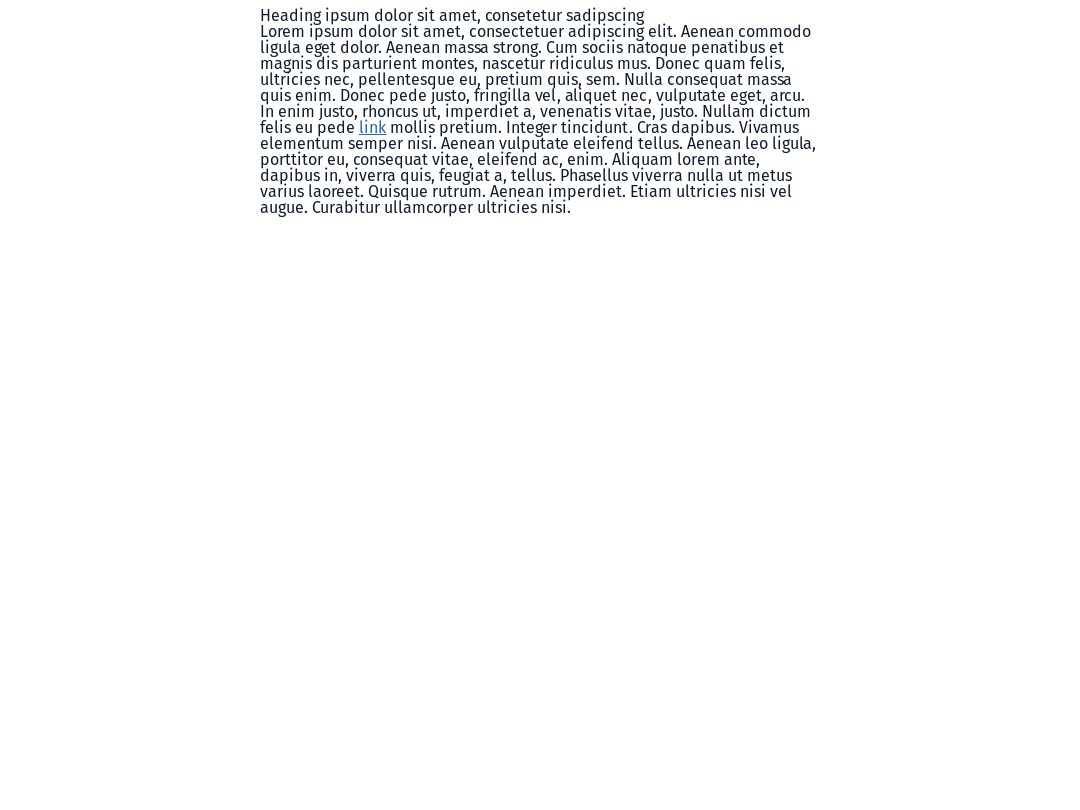 Heading ipsum dolor sit amet, consetetur sadipscing
Lorem ipsum dolor sit amet, consectetuer adipiscing elit. Aenean commodo
ligula eget dolor. Aenean massa strong. Cum sociis natoque penatibus et
magnis dis parturient montes, nascetur ridiculus mus. Donec quam felis,
ultricies nec, pellentesque eu, pretium quis, sem. Nulla consequat massa
quis enim. Donec pede justo, fringilla vel, aliquet nec, vulputate eget, arcu.
In enim justo, rhoncus ut, imperdiet a, venenatis vitae, justo. Nullam dictum
felis eu pede link mollis pretium. Integer tincidunt. Cras dapibus. Vivamus
elementum semper nisi. Aenean vulputate eleifend tellus. Aenean leo ligula,
porttitor eu, consequat vitae, eleifend ac, enim. Aliquam lorem ante,
dapibus in, viverra quis, feugiat a, tellus. Phasellus viverra nulla ut metus
varius laoreet. Quisque rutrum. Aenean imperdiet. Etiam ultricies nisi vel
augue. Curabitur ullamcorper ultricies nisi.